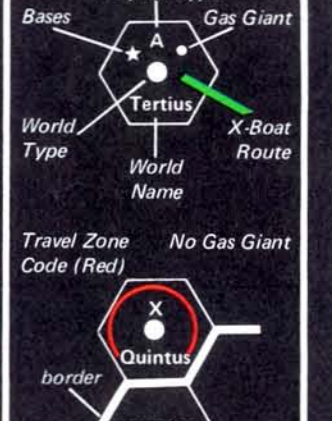 Bases
Gas Giant
A
Tertius
World
Type
X-Boat
Route
World
Name
Travel Zone
Code (Red)
No Gas Giant
X
Quintus
border